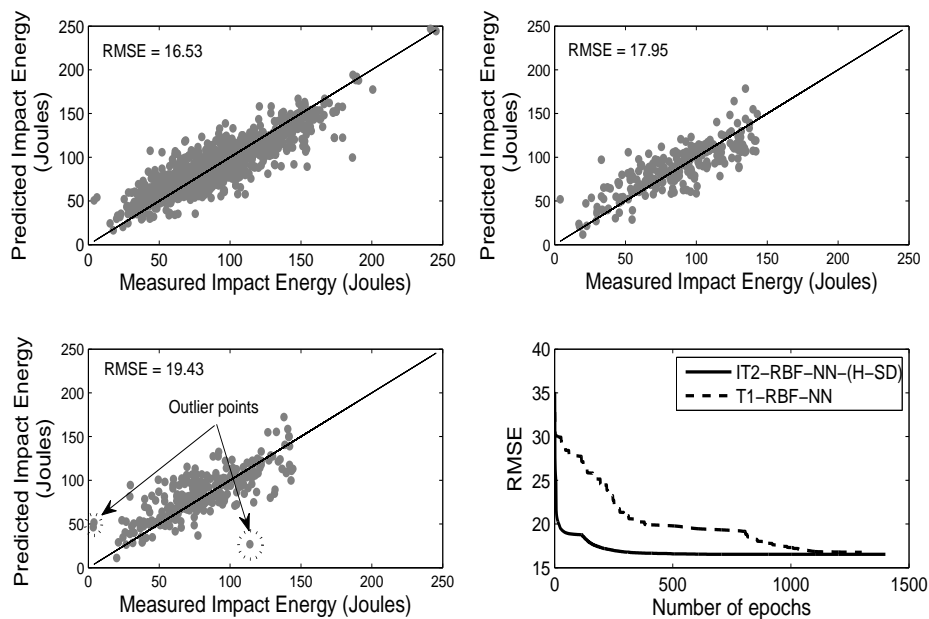 Predicted Impact Energy
(Joules)
250
200
150
100
50
0
RMSE = 16.53
0 50 100 150 200 250
Measured Impact Energy (Joules)
Predicted Impact Energy
(Joules)
250
200
150
100
50
0
RMSE = 17.95
0 50 100 150 200 250
Measured Impact Energy (Joules)
Predicted Impact Energy
(Joules)
250
200
150
100
50
0
RMSE = 19.43
Outlier points
0 50 100 150 200 250
Measured Impact Energy (Joules)
RMSE
40
35
30
25
20
15
IT2-RBF-NN-(H-SD)
T1-RBF-NN
0 500 1000 1500
Number of epochs